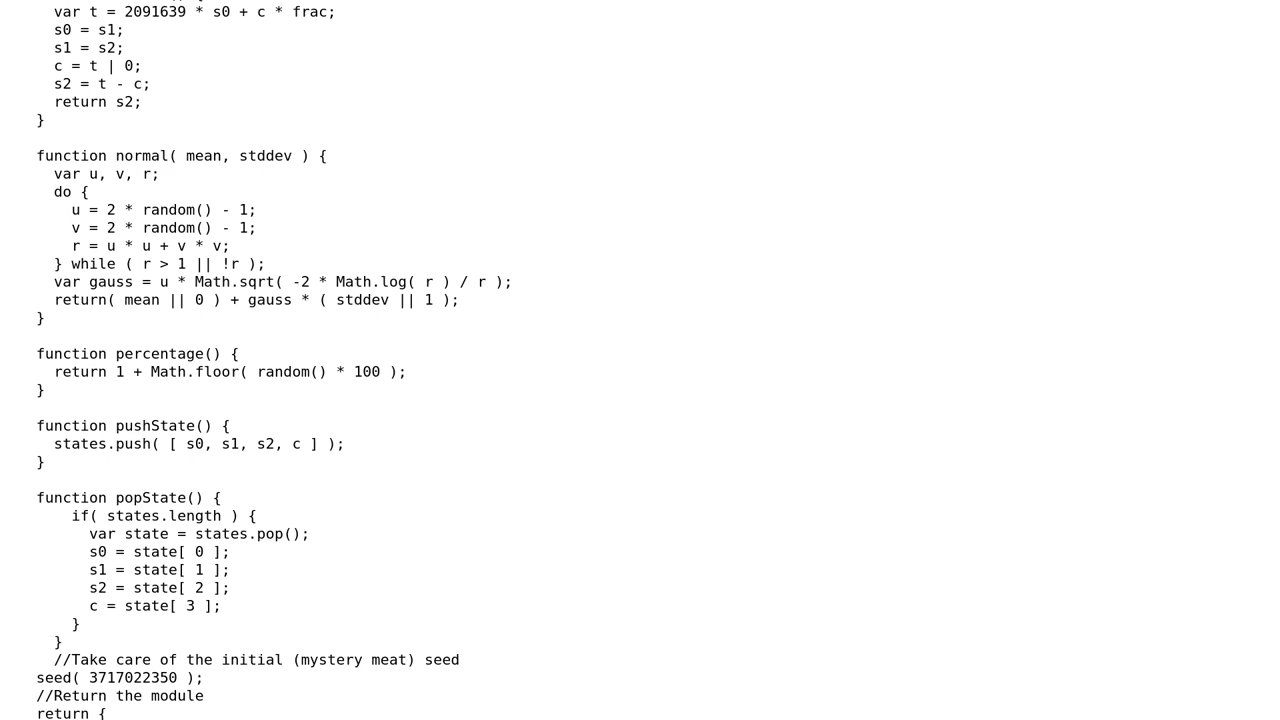 var t = 2091639 * s0 + c * frac;
s0 = s1;
s1 = s2;
c = t | 0;
s2 = t - c;
return s2;
}
function normal( mean, stddev ) {
var u, v, r;
do {
u = 2 * random() - 1;
v = 2 * random() - 1;
r = u * u + v * v;
} while ( r > 1 || !r );
var gauss = u * Math.sqrt( -2 * Math.log( r ) / r );
return( mean || 0 ) + gauss * ( stddev || 1 );
}
function percentage() {
return 1 + Math.floor( random() * 100 );
}
function pushState() {
states.push( [ s0, s1, s2, c ] );
}
function popState() {
if( states.length ) {
var state = states.pop();
s0 = state[ 0 ];
s1 = state[ 1 ];
s2 = state[ 2 ];
c = state[ 3 ];
}
}
//Take care of the initial (mystery meat) seed
seed( 3717022350 );
//Return the module
return {